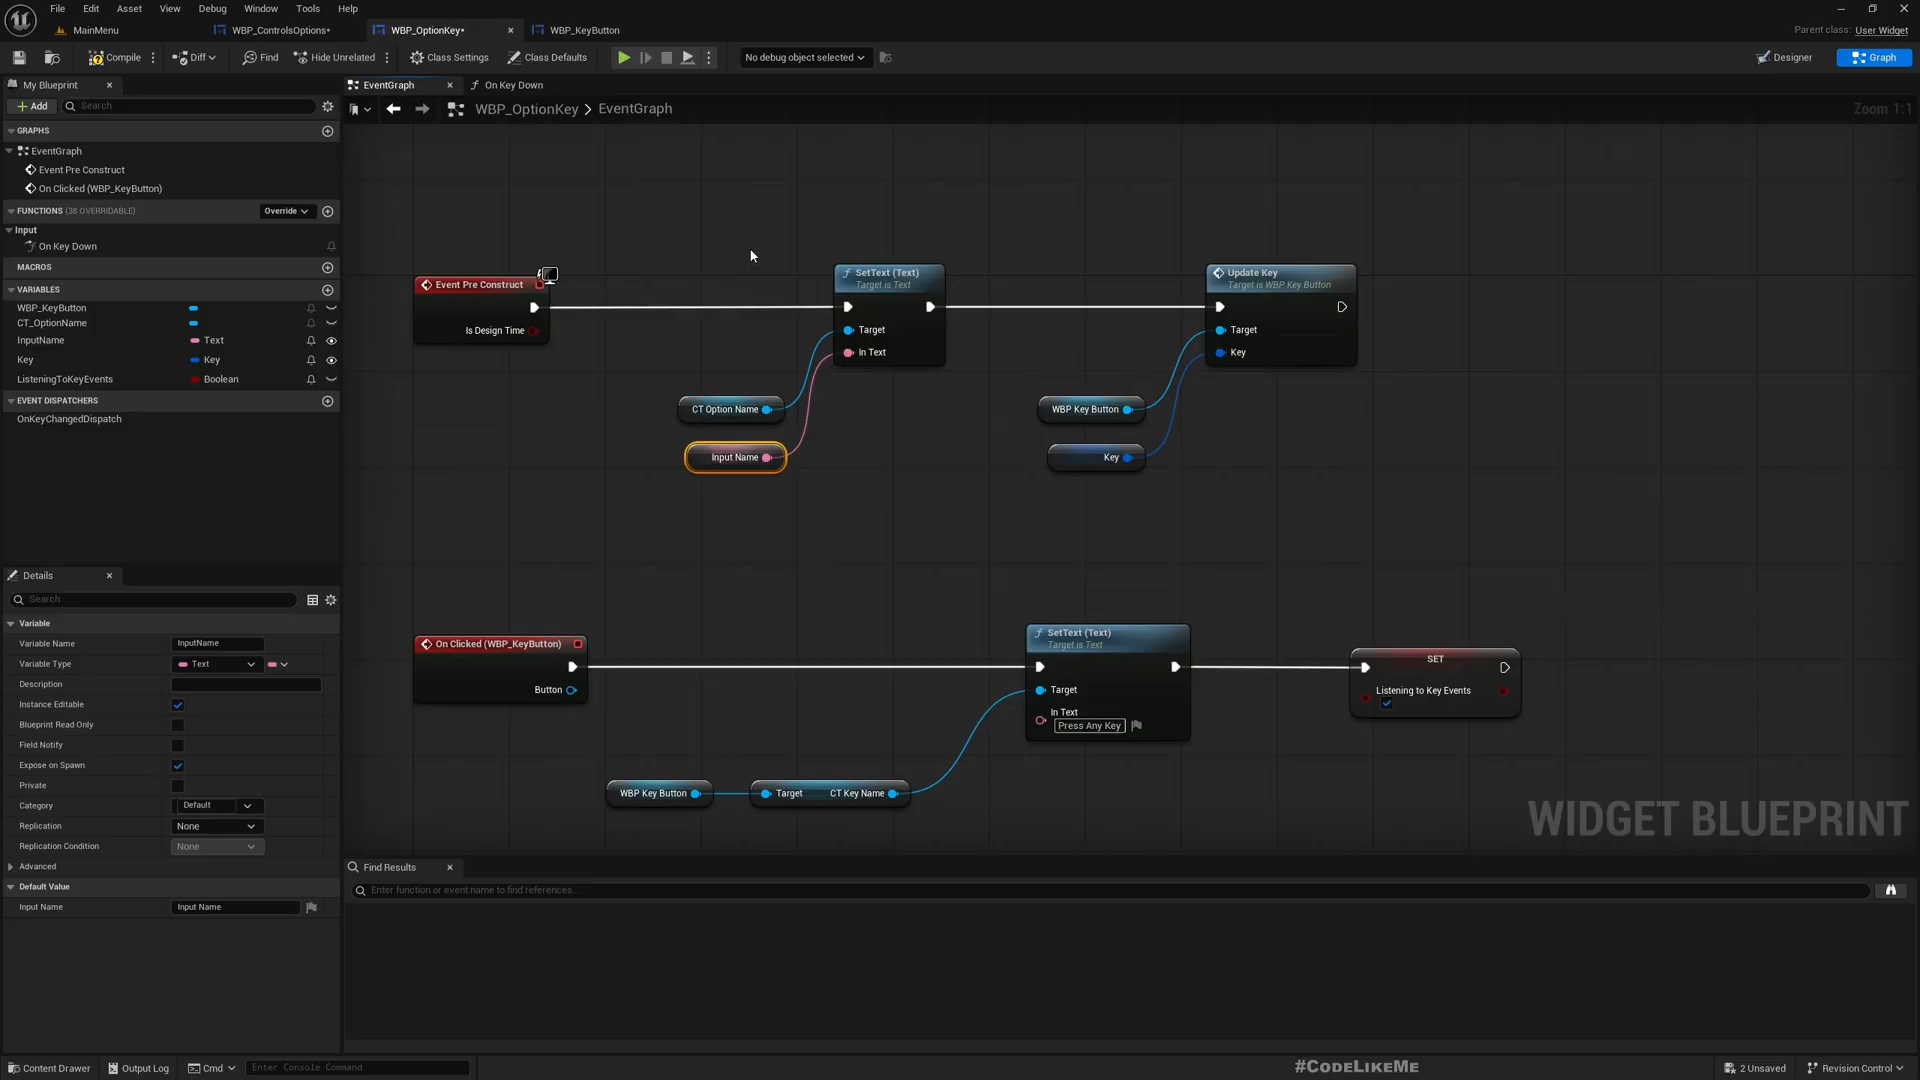 File Edit Asset View Debug Window Tools Help
MainMenu WBP_ControlsOptions* WBP_OptionKey* WBP_KeyButton Parent class: User Widget
Compile Diff Find Hide Unrelated Class Settings Class Defaults No debug object selected Designer Graph
My Blueprint
Add Search
GRAPHS
EventGraph
Event Pre Construct
On Clicked (WBP_KeyButton)
FUNCTIONS (38 OVERRIDABLE) Override
Input
On Key Down
MACROS
VARIABLES
WBP_KeyButton
CT_OptionName
InputName Text
Key Key
ListeningToKeyEvents Boolean
EVENT DISPATCHERS
OnKeyChangedDispatch
Details
Search
Variable
Variable Name InputName
Variable Type Text
Description
Instance Editable
Blueprint Read Only
Field Notify
Expose on Spawn
Private
Category Default
Replication None
Replication Condition None
Advanced
Default Value
Input Name Input Name
EventGraph On Key Down
WBP_OptionKey > EventGraph Zoom 1:1
Event Pre Construct
Is Design Time
SetText (Text)
Target is Text
Target
In Text
CT Option Name
Input Name
Update Key
Target is WBP Key Button
Target
Key
WBP Key Button
Key
On Clicked (WBP_KeyButton)
Button
SetText (Text)
Target is Text
Target
In Text
Press Any Key
SET
Listening to Key Events
WBP Key Button
Target CT Key Name
WIDGET BLUEPRINT
Find Results
Enter function or event name to find references...
Content Drawer Output Log Cmd Enter Console Command #CODELIKEME 2 Unsaved Revision Control